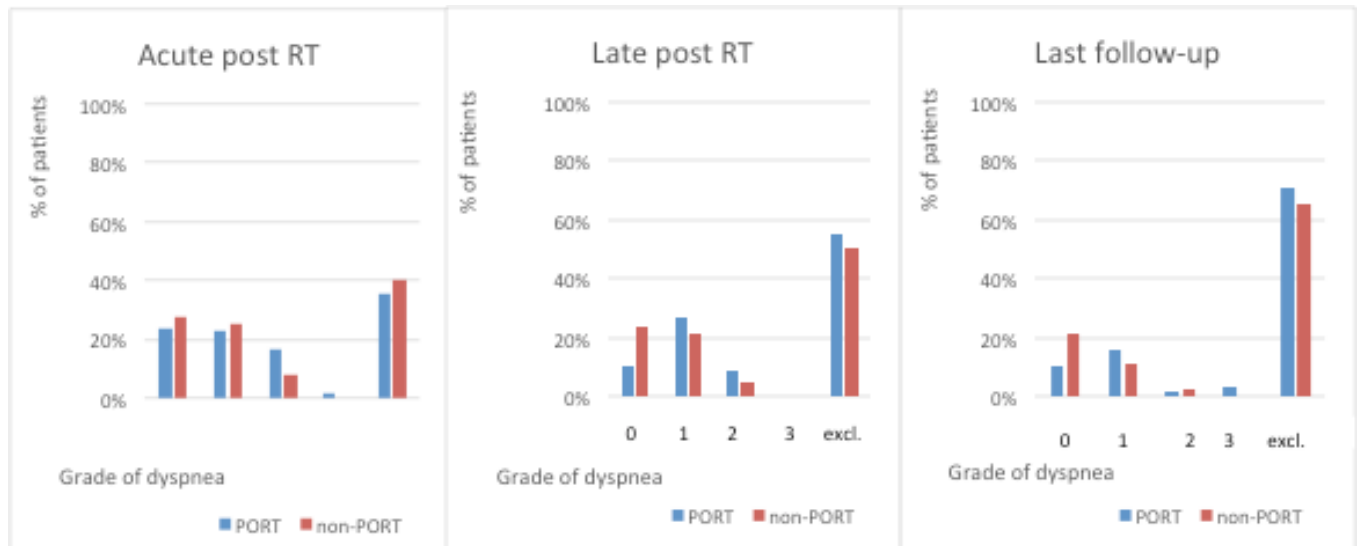 Acute post RT
% of patients
100%
80%
60%
40%
20%
0%
Grade of dyspnea
PORT non-PORT
Late post RT
% of patients
100%
80%
60%
40%
20%
0%
0 1 2 3 excl.
Grade of dyspnea
PORT non-PORT
Last follow-up
% of patients
100%
80%
60%
40%
20%
0%
0 1 2 3 excl.
Grade of dyspnea
PORT non-PORT